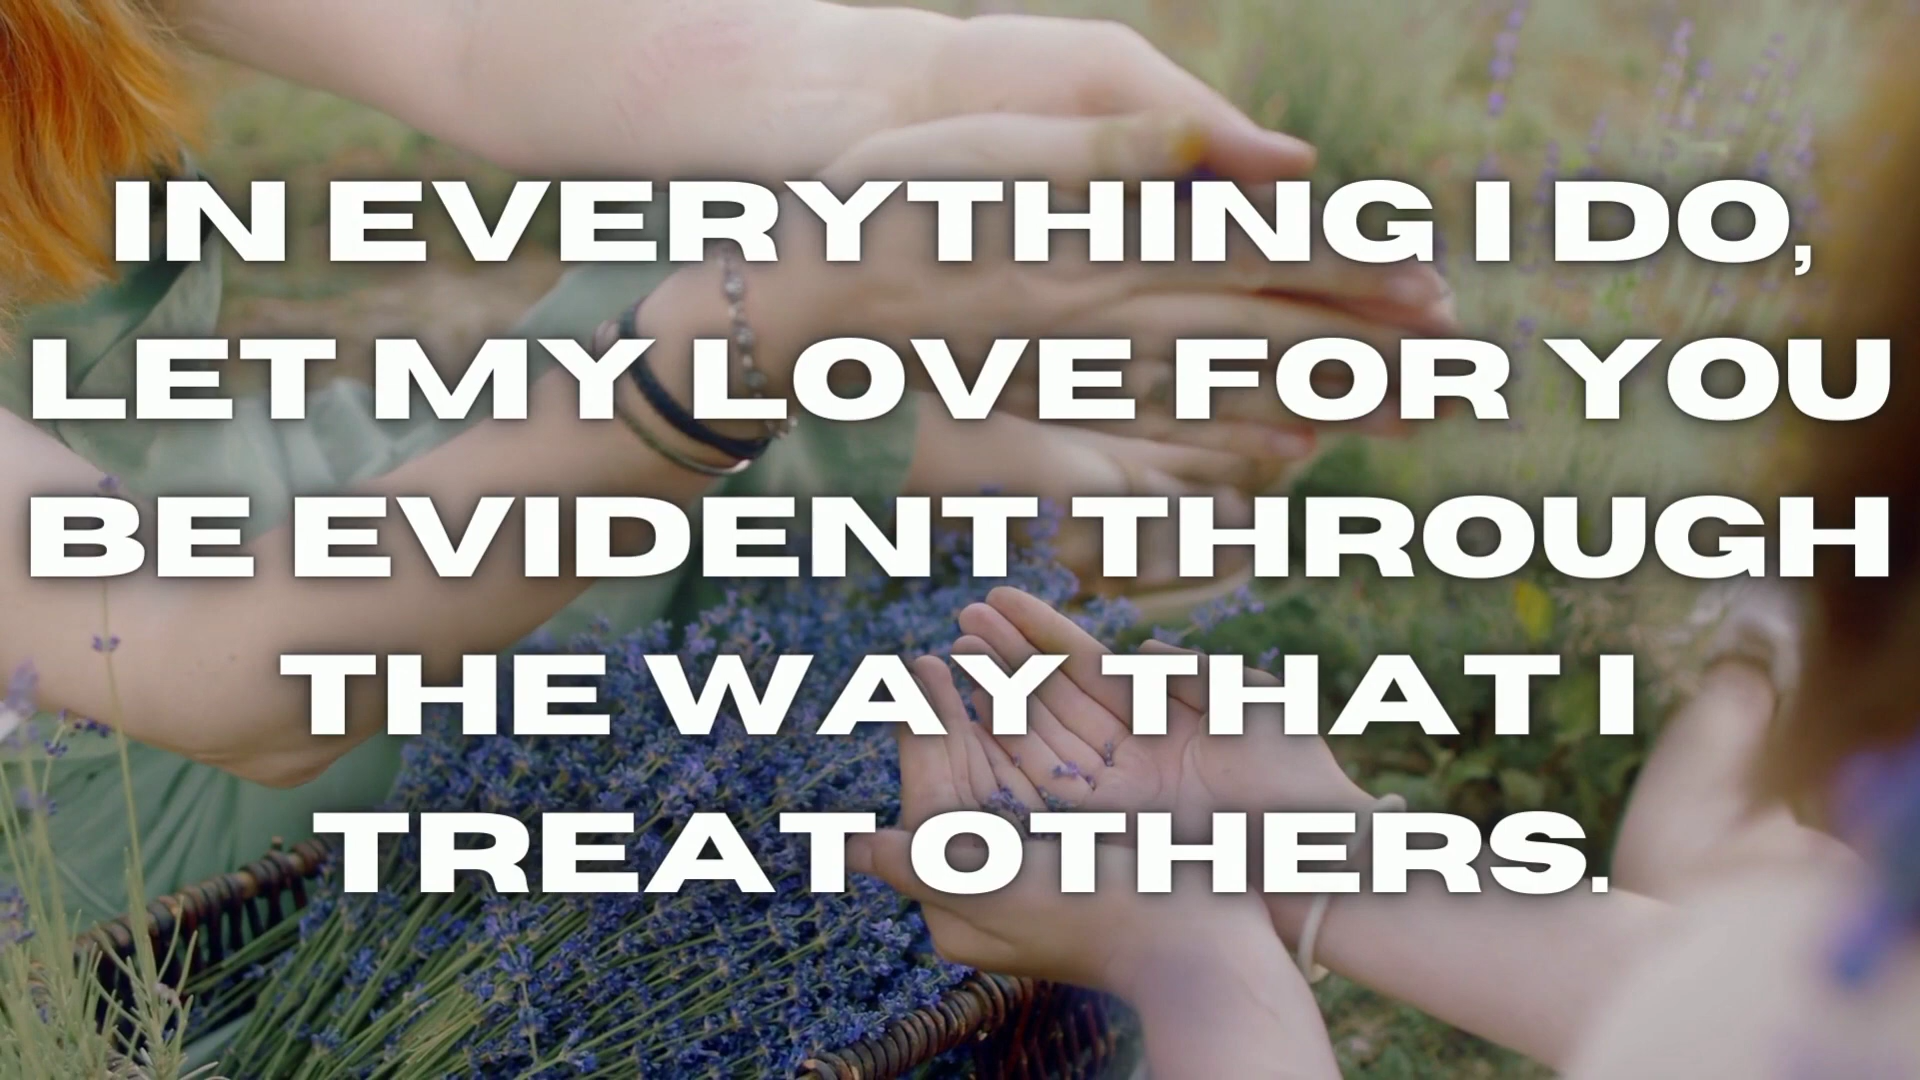 IN EVERYTHING I DO,
LET MY LOVE FOR YOU
BE EVIDENT THROUGH
THE WAY THAT I
TREAT OTHERS.